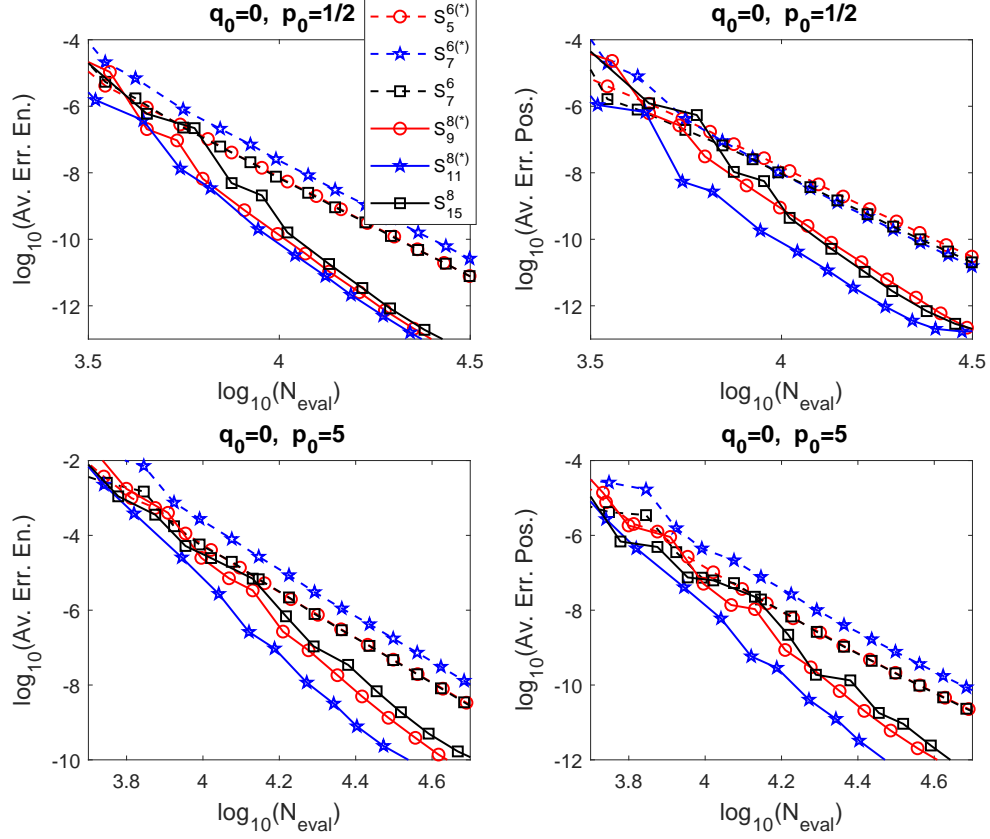 q₀=0, p₀=1/2
log₁₀(Av. Err. En.)
-4
-6
-8
-10
-12
3.5
4
4.5
log₁₀(N_eval)
S₅^6(*)
S₇^6(*)
S₇^6
S₉^8(*)
S₁₁^8(*)
S₁₅^8
q₀=0, p₀=1/2
log₁₀(Av. Err. Pos.)
-4
-6
-8
-10
-12
3.5
4
4.5
log₁₀(N_eval)
q₀=0, p₀=5
log₁₀(Av. Err. En.)
-2
-4
-6
-8
-10
3.8
4
4.2
4.4
4.6
log₁₀(N_eval)
q₀=0, p₀=5
log₁₀(Av. Err. Pos.)
-4
-6
-8
-10
-12
3.8
4
4.2
4.4
4.6
log₁₀(N_eval)